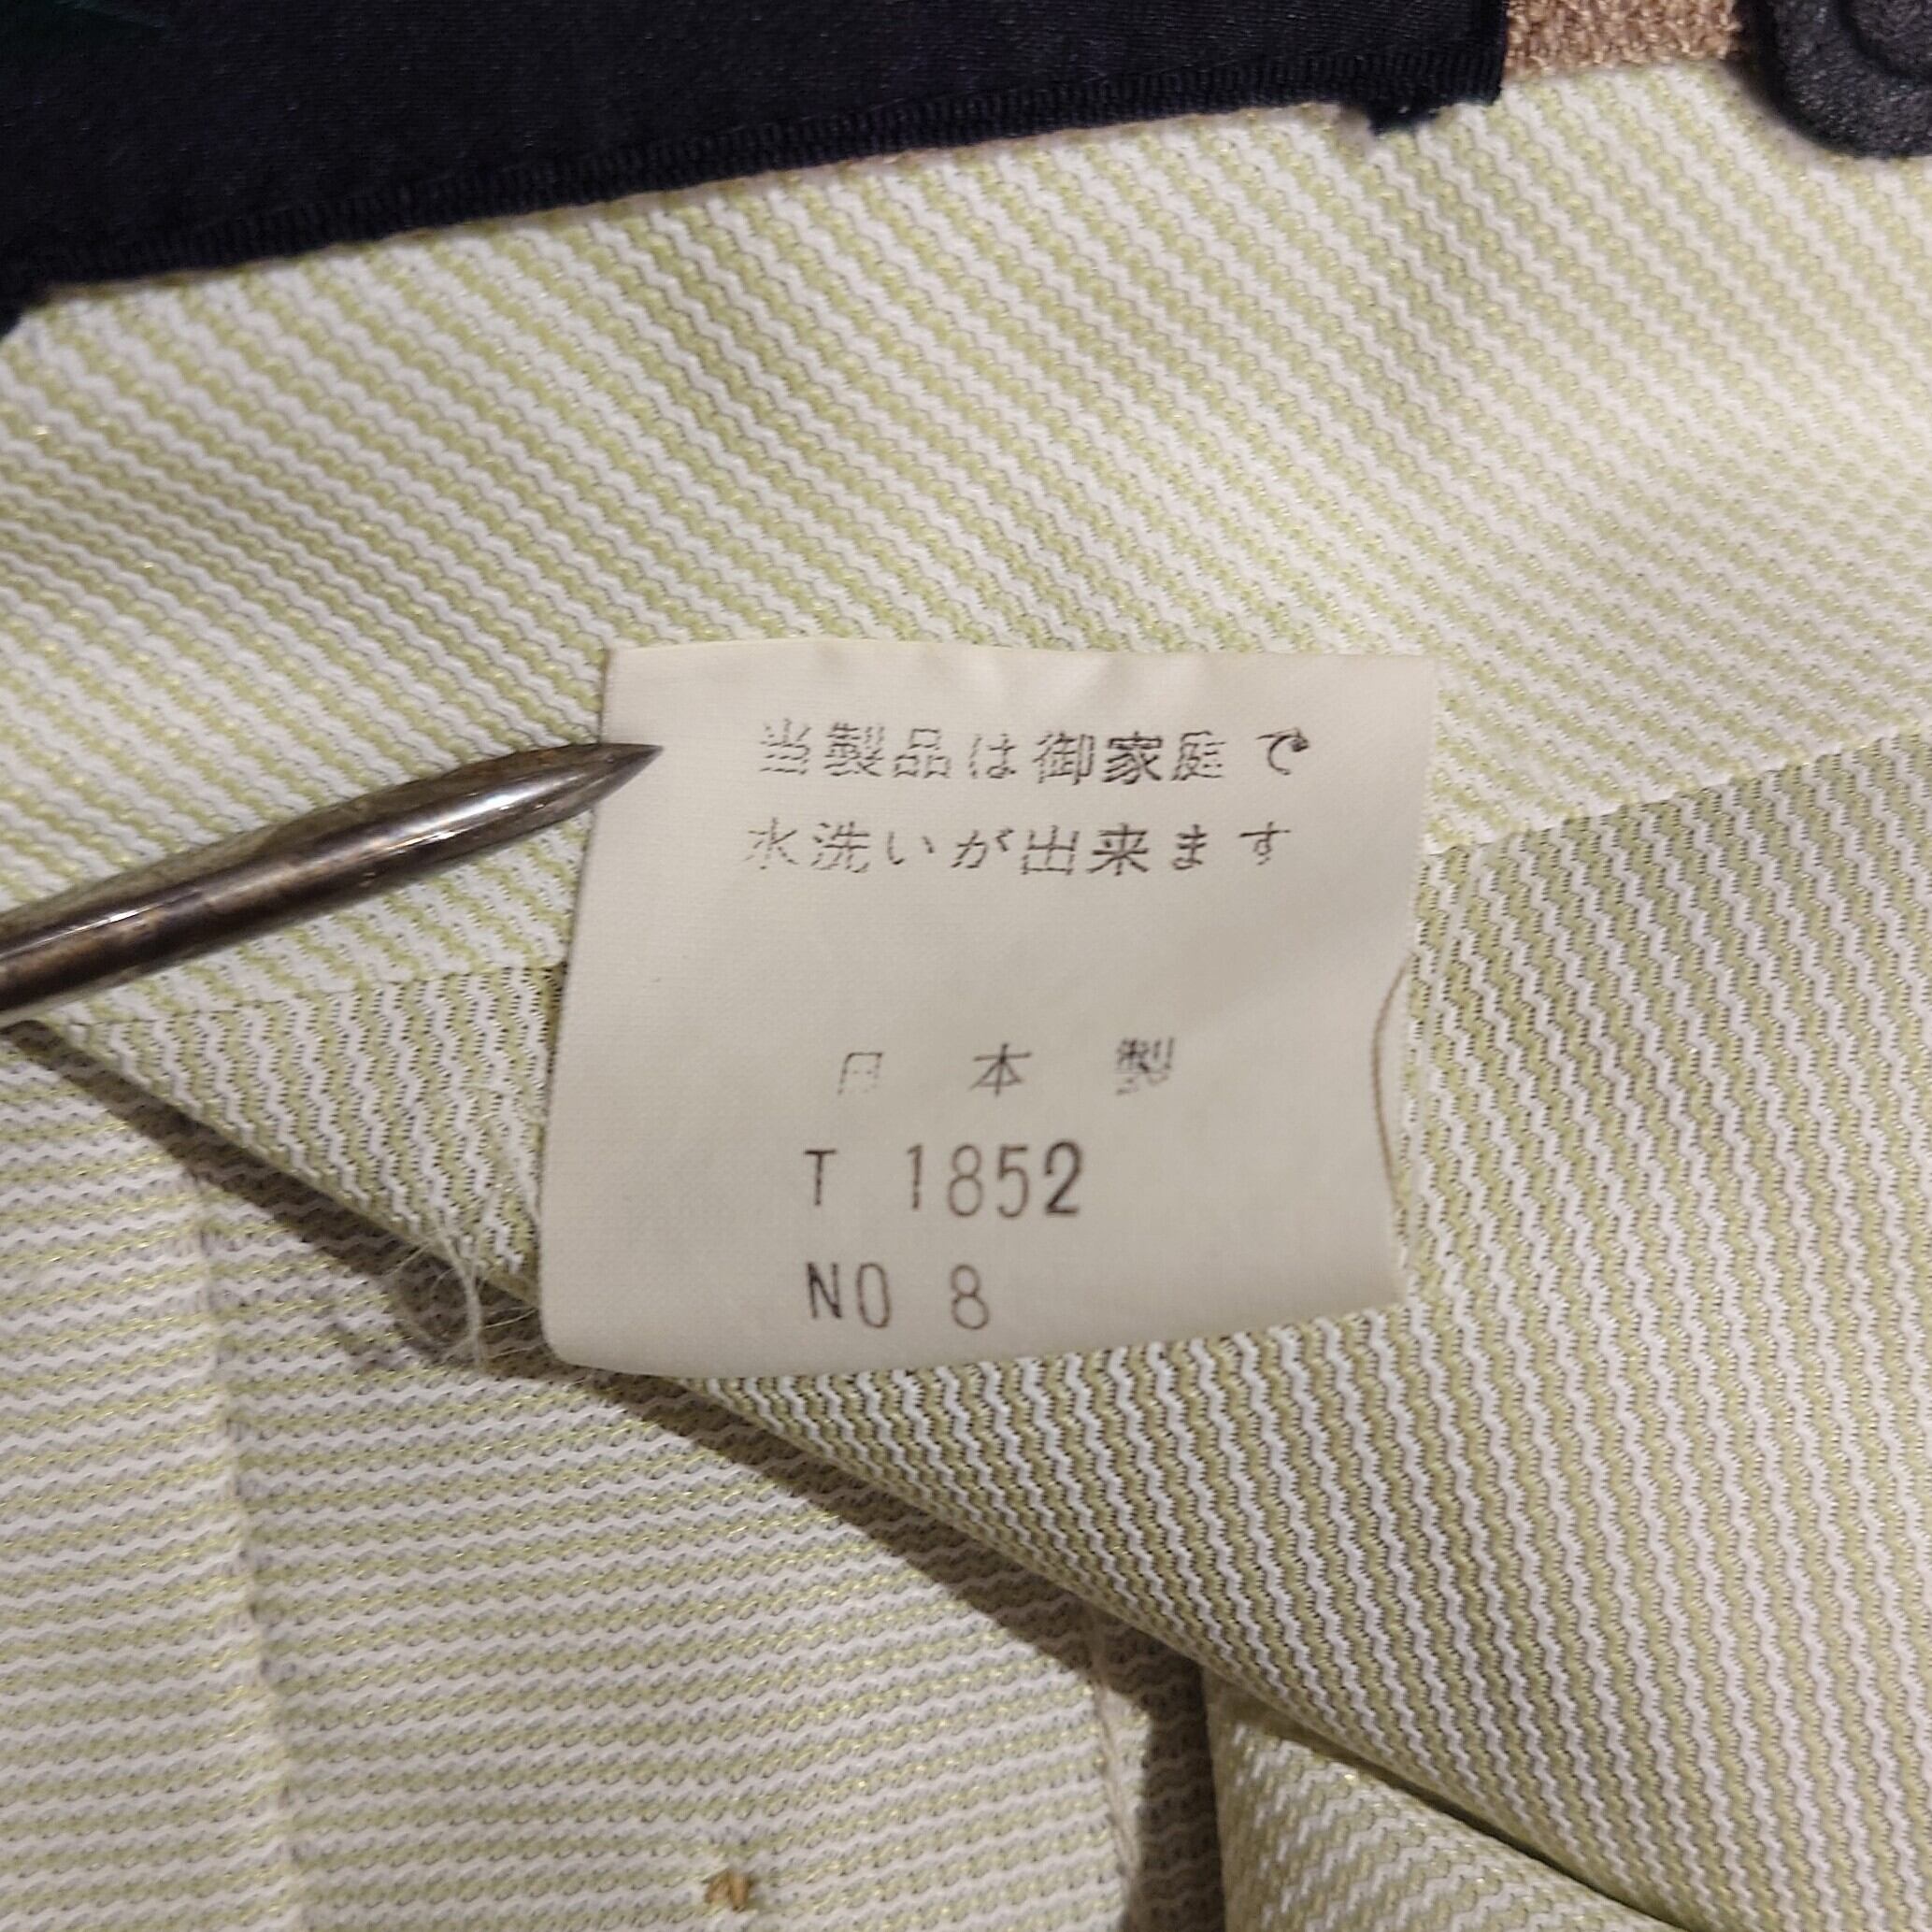 当製品は御家庭で
水洗いが出来ます
日本製
T 1852
NO 8